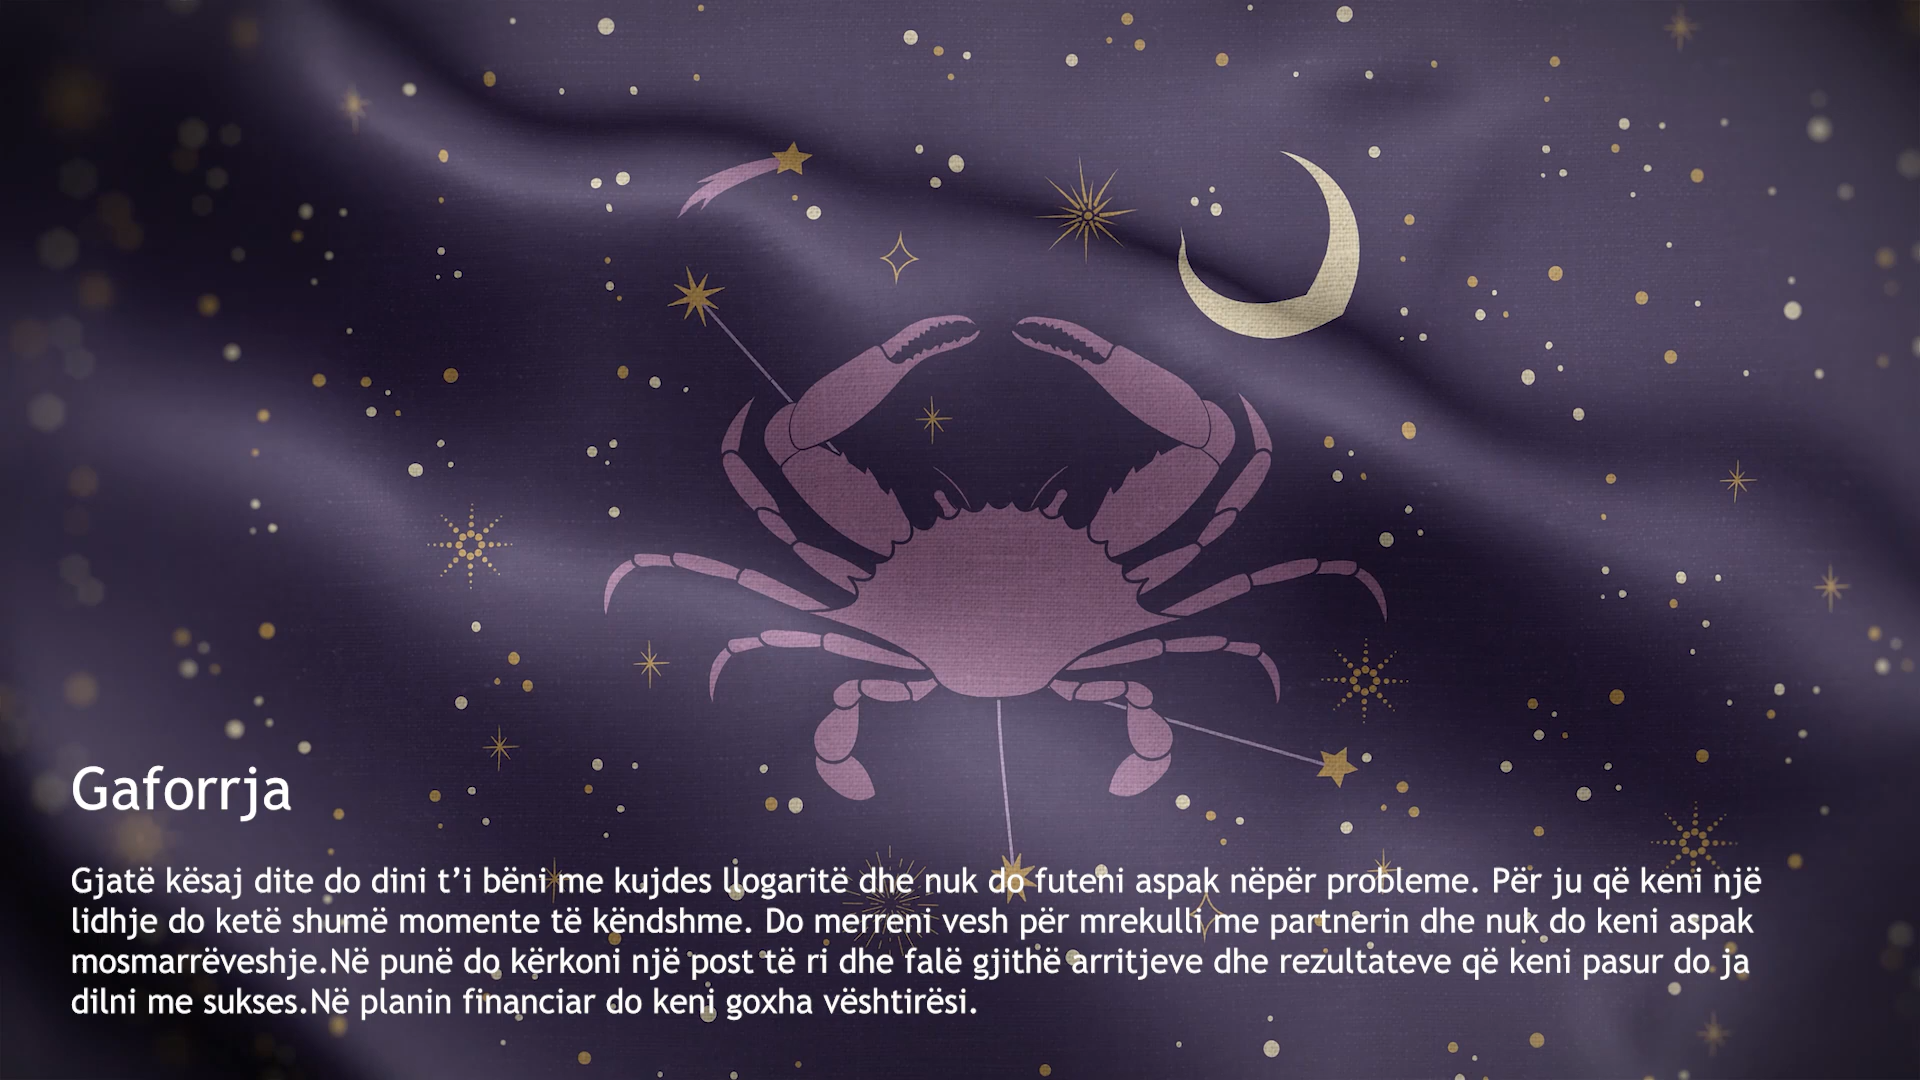 Gaforrja
Gjatë kësaj dite do dini t’i bëni me kujdes llogaritë dhe nuk do futeni aspak nëpër probleme. Për ju që keni një
lidhje do ketë shumë momente të këndshme. Do merreni vesh për mrekulli me partnerin dhe nuk do keni aspak
mosmarrëveshje.Në punë do kërkoni një post të ri dhe falë gjithë arritjeve dhe rezultateve që keni pasur do ja
dilni me sukses.Në planin financiar do keni goxha vështirësi.